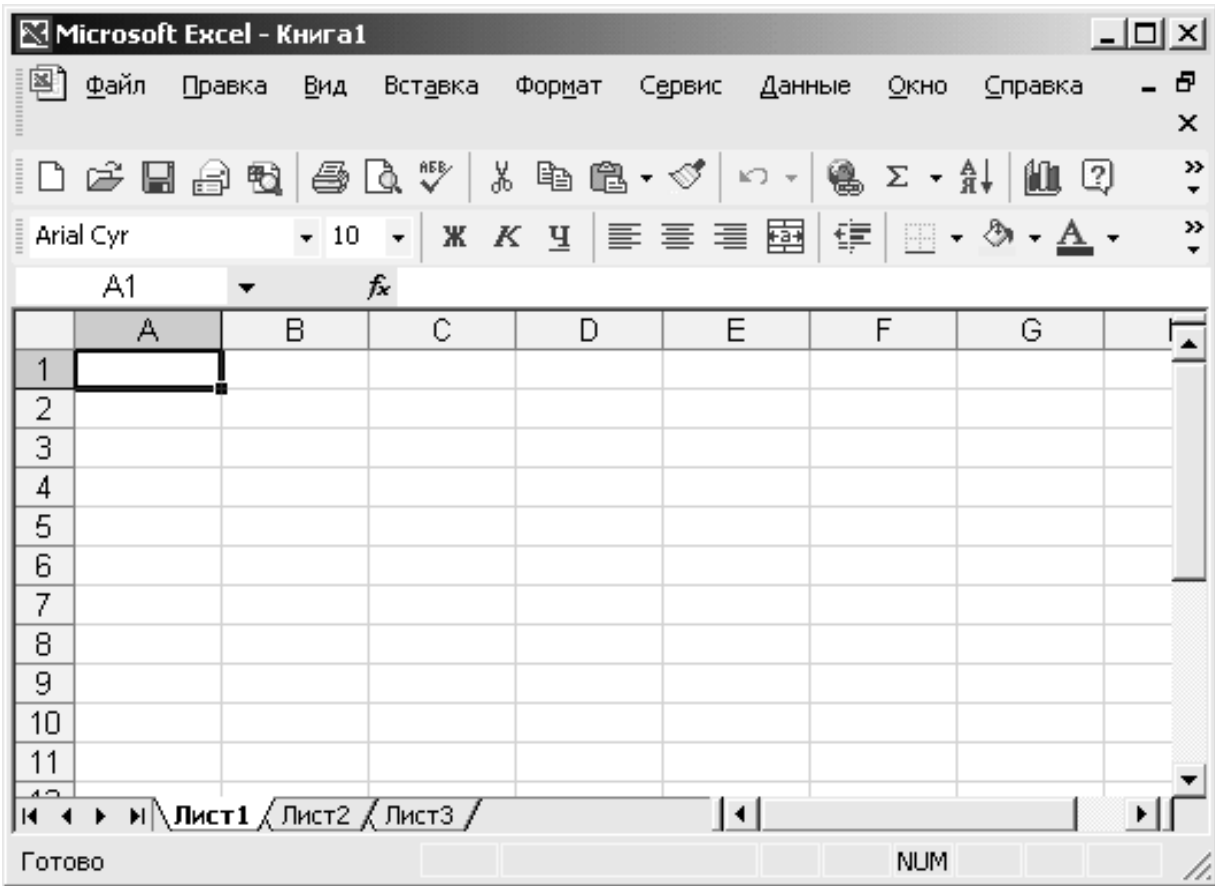 Microsoft Excel - Книга1
Файл Правка Вид Вставка Формат Сервис Данные Окно Справка
АБВ Σ А Я ?
Arial Cyr 10 Ж К Ч a А
A1 fx
A B C D E F G
1
2
3
4
5
6
7
8
9
10
11
Лист1 Лист2 Лист3
Готово NUM